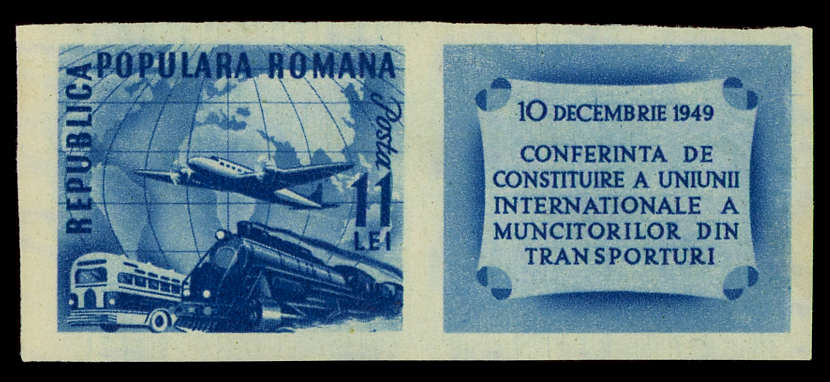 REPUBLICA
POPULARA ROMANA
Posta
11
LEI
10 DECEMBRIE 1949
CONFERINTA DE
CONSTITUIRE A UNIUNII
INTERNATIONALE A
MUNCITORILOR DIN
TRANSPORTURI